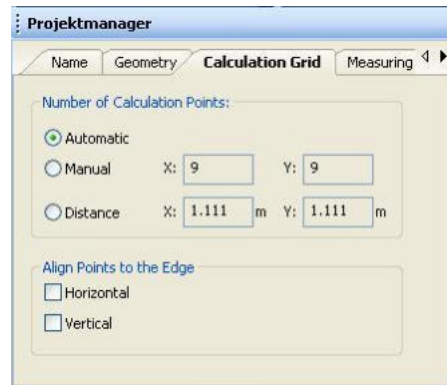 Projektmanager
Name Geometry Calculation Grid Measuring
Number of Calculation Points:
Automatic
Manual X: 9 Y: 9
Distance X: 1.111 m Y: 1.111 m
Align Points to the Edge
Horizontal
Vertical